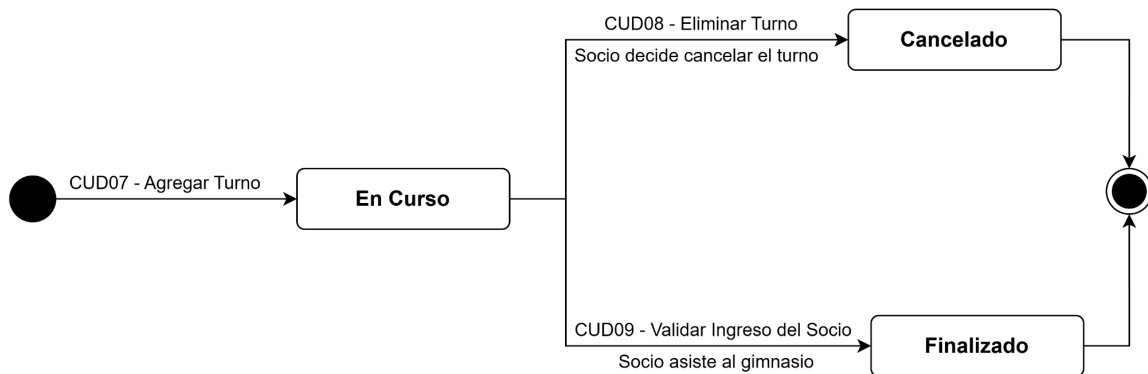 CUD08 - Eliminar Turno
Socio decide cancelar el turno
Cancelado
CUD07 - Agregar Turno
En Curso
CUD09 - Validar Ingreso del Socio
Socio asiste al gimnasio
Finalizado